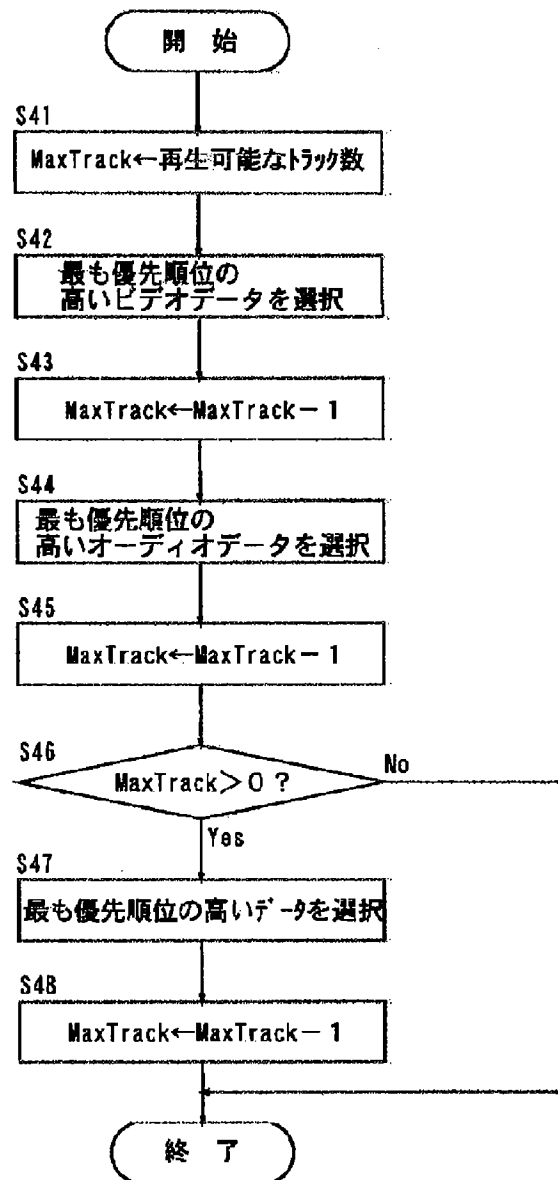 開 始
S41
MaxTrack←再生可能なトラック数
S42
最も優先順位の
高いビデオデータを選択
S43
MaxTrack←MaxTrack－1
S44
最も優先順位の
高いオーディオデータを選択
S45
MaxTrack←MaxTrack－1
S46
MaxTrack＞0？
No
Yes
S47
最も優先順位の高いデータを選択
S48
MaxTrack←MaxTrack－1
終 了